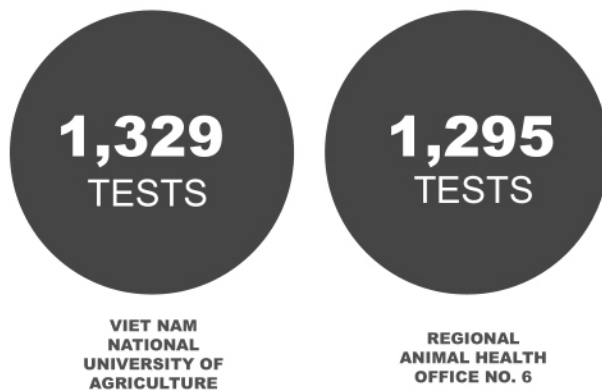 1,329
TESTS
VIET NAM
NATIONAL
UNIVERSITY OF
AGRICULTURE
1,295
TESTS
REGIONAL
ANIMAL HEALTH
OFFICE NO. 6